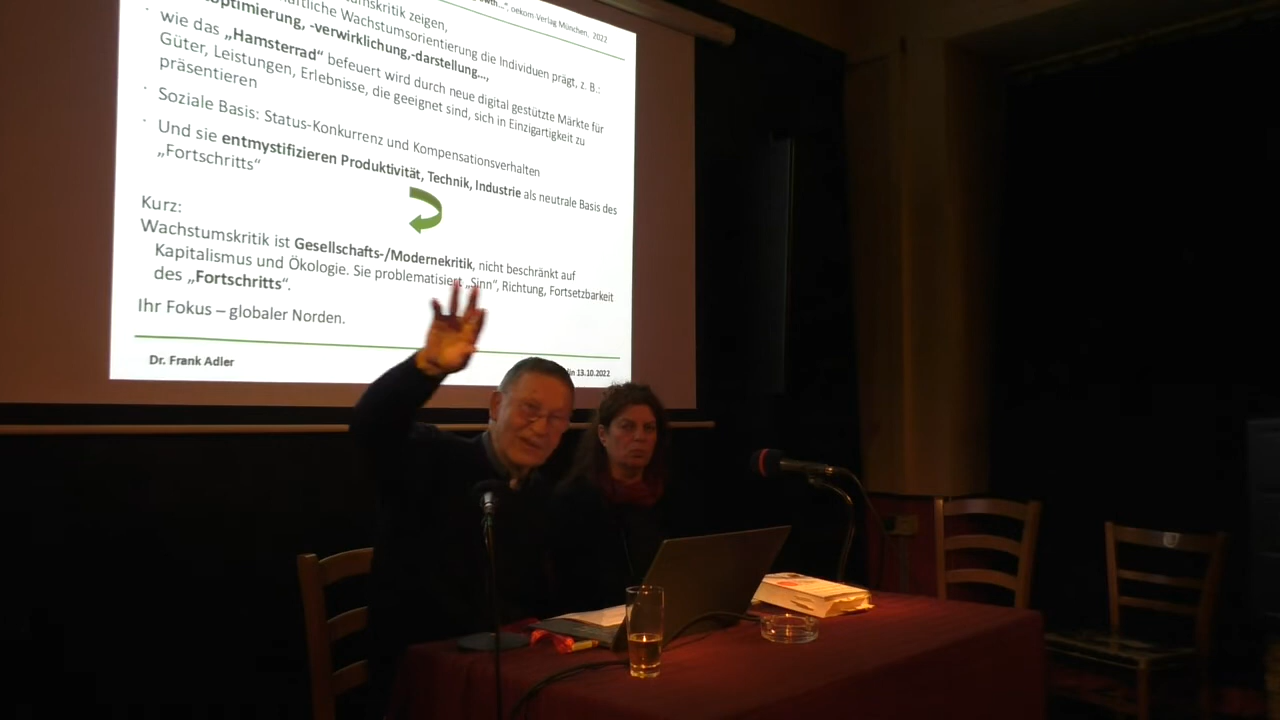 owth...", oekom Verlag München, 2022
mskritik zeigen,
aftliche Wachstumsorientierung die Individuen prägt, z. B.:
optimierung, -verwirklichung,-darstellung...,
· wie das „Hamsterrad“ befeuert wird durch neue digital gestützte Märkte für
Güter, Leistungen, Erlebnisse, die geeignet sind, sich in Einzigartigkeit zu
präsentieren
· Soziale Basis: Status-Konkurrenz und Kompensationsverhalten
· Und sie entmystifizieren Produktivität, Technik, Industrie als neutrale Basis des
„Fortschritts“
Kurz:
Wachstumskritik ist Gesellschafts-/Modernekritik, nicht beschränkt auf
Kapitalismus und Ökologie. Sie problematisiert „Sinn“, Richtung, Fortsetzbarkeit
des „Fortschritts“.
Ihr Fokus – globaler Norden.
Dr. Frank Adler
lin 13.10.2022